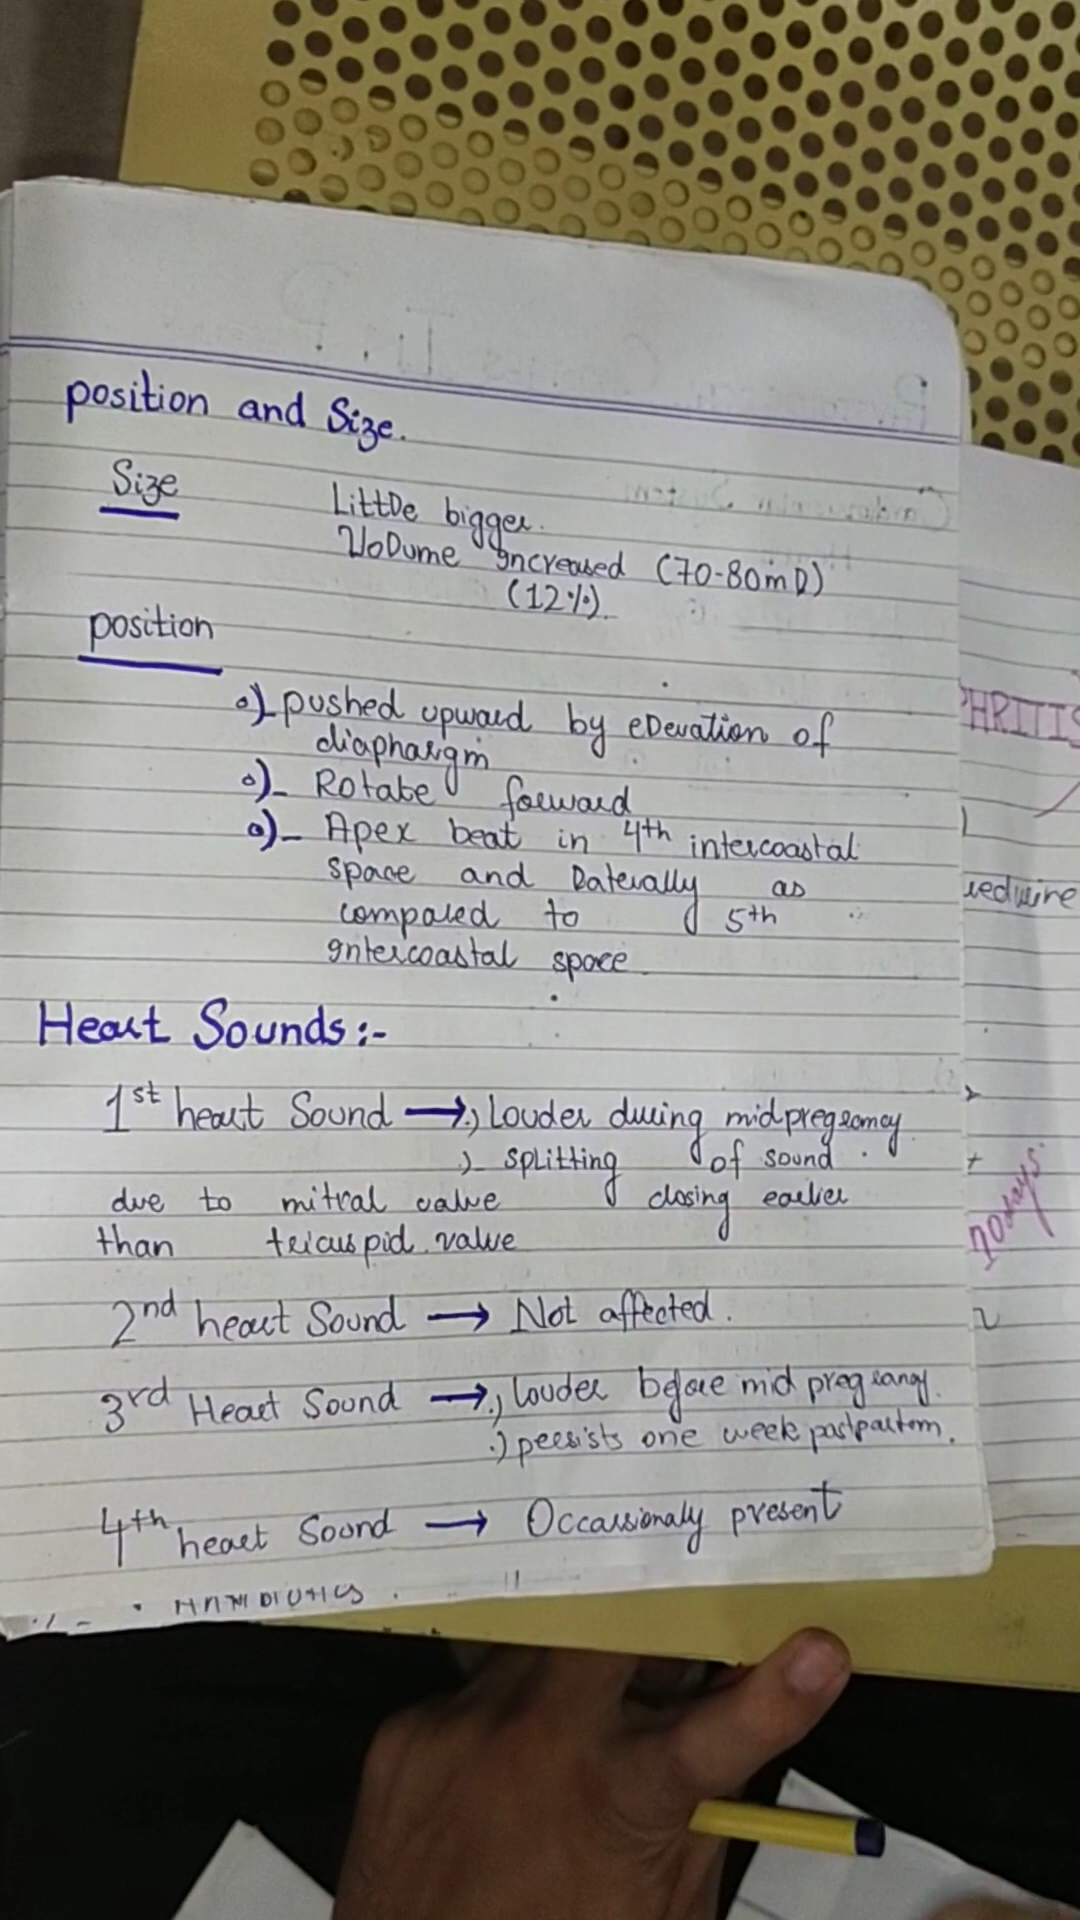 position and Size.
Size
Little bigger.
Volume increased (70-80ml)
(12%).
position
pushed upward by elevation of
diaphargm
Rotate forward
Apex beat in 4th intercoastal
space and laterally as
compared to 5th
intercoastal space
Heart Sounds:-
1st heart Sound → Louder during midpregnancy.
splitting of sound.
due to mitral valve closing earlier
than tricuspid valve
2nd heart Sound → Not affected.
3rd Heart Sound → louder before mid pregnancy.
persists one week postpartum.
4th heart Sound → Occassionaly present
PHRITIS